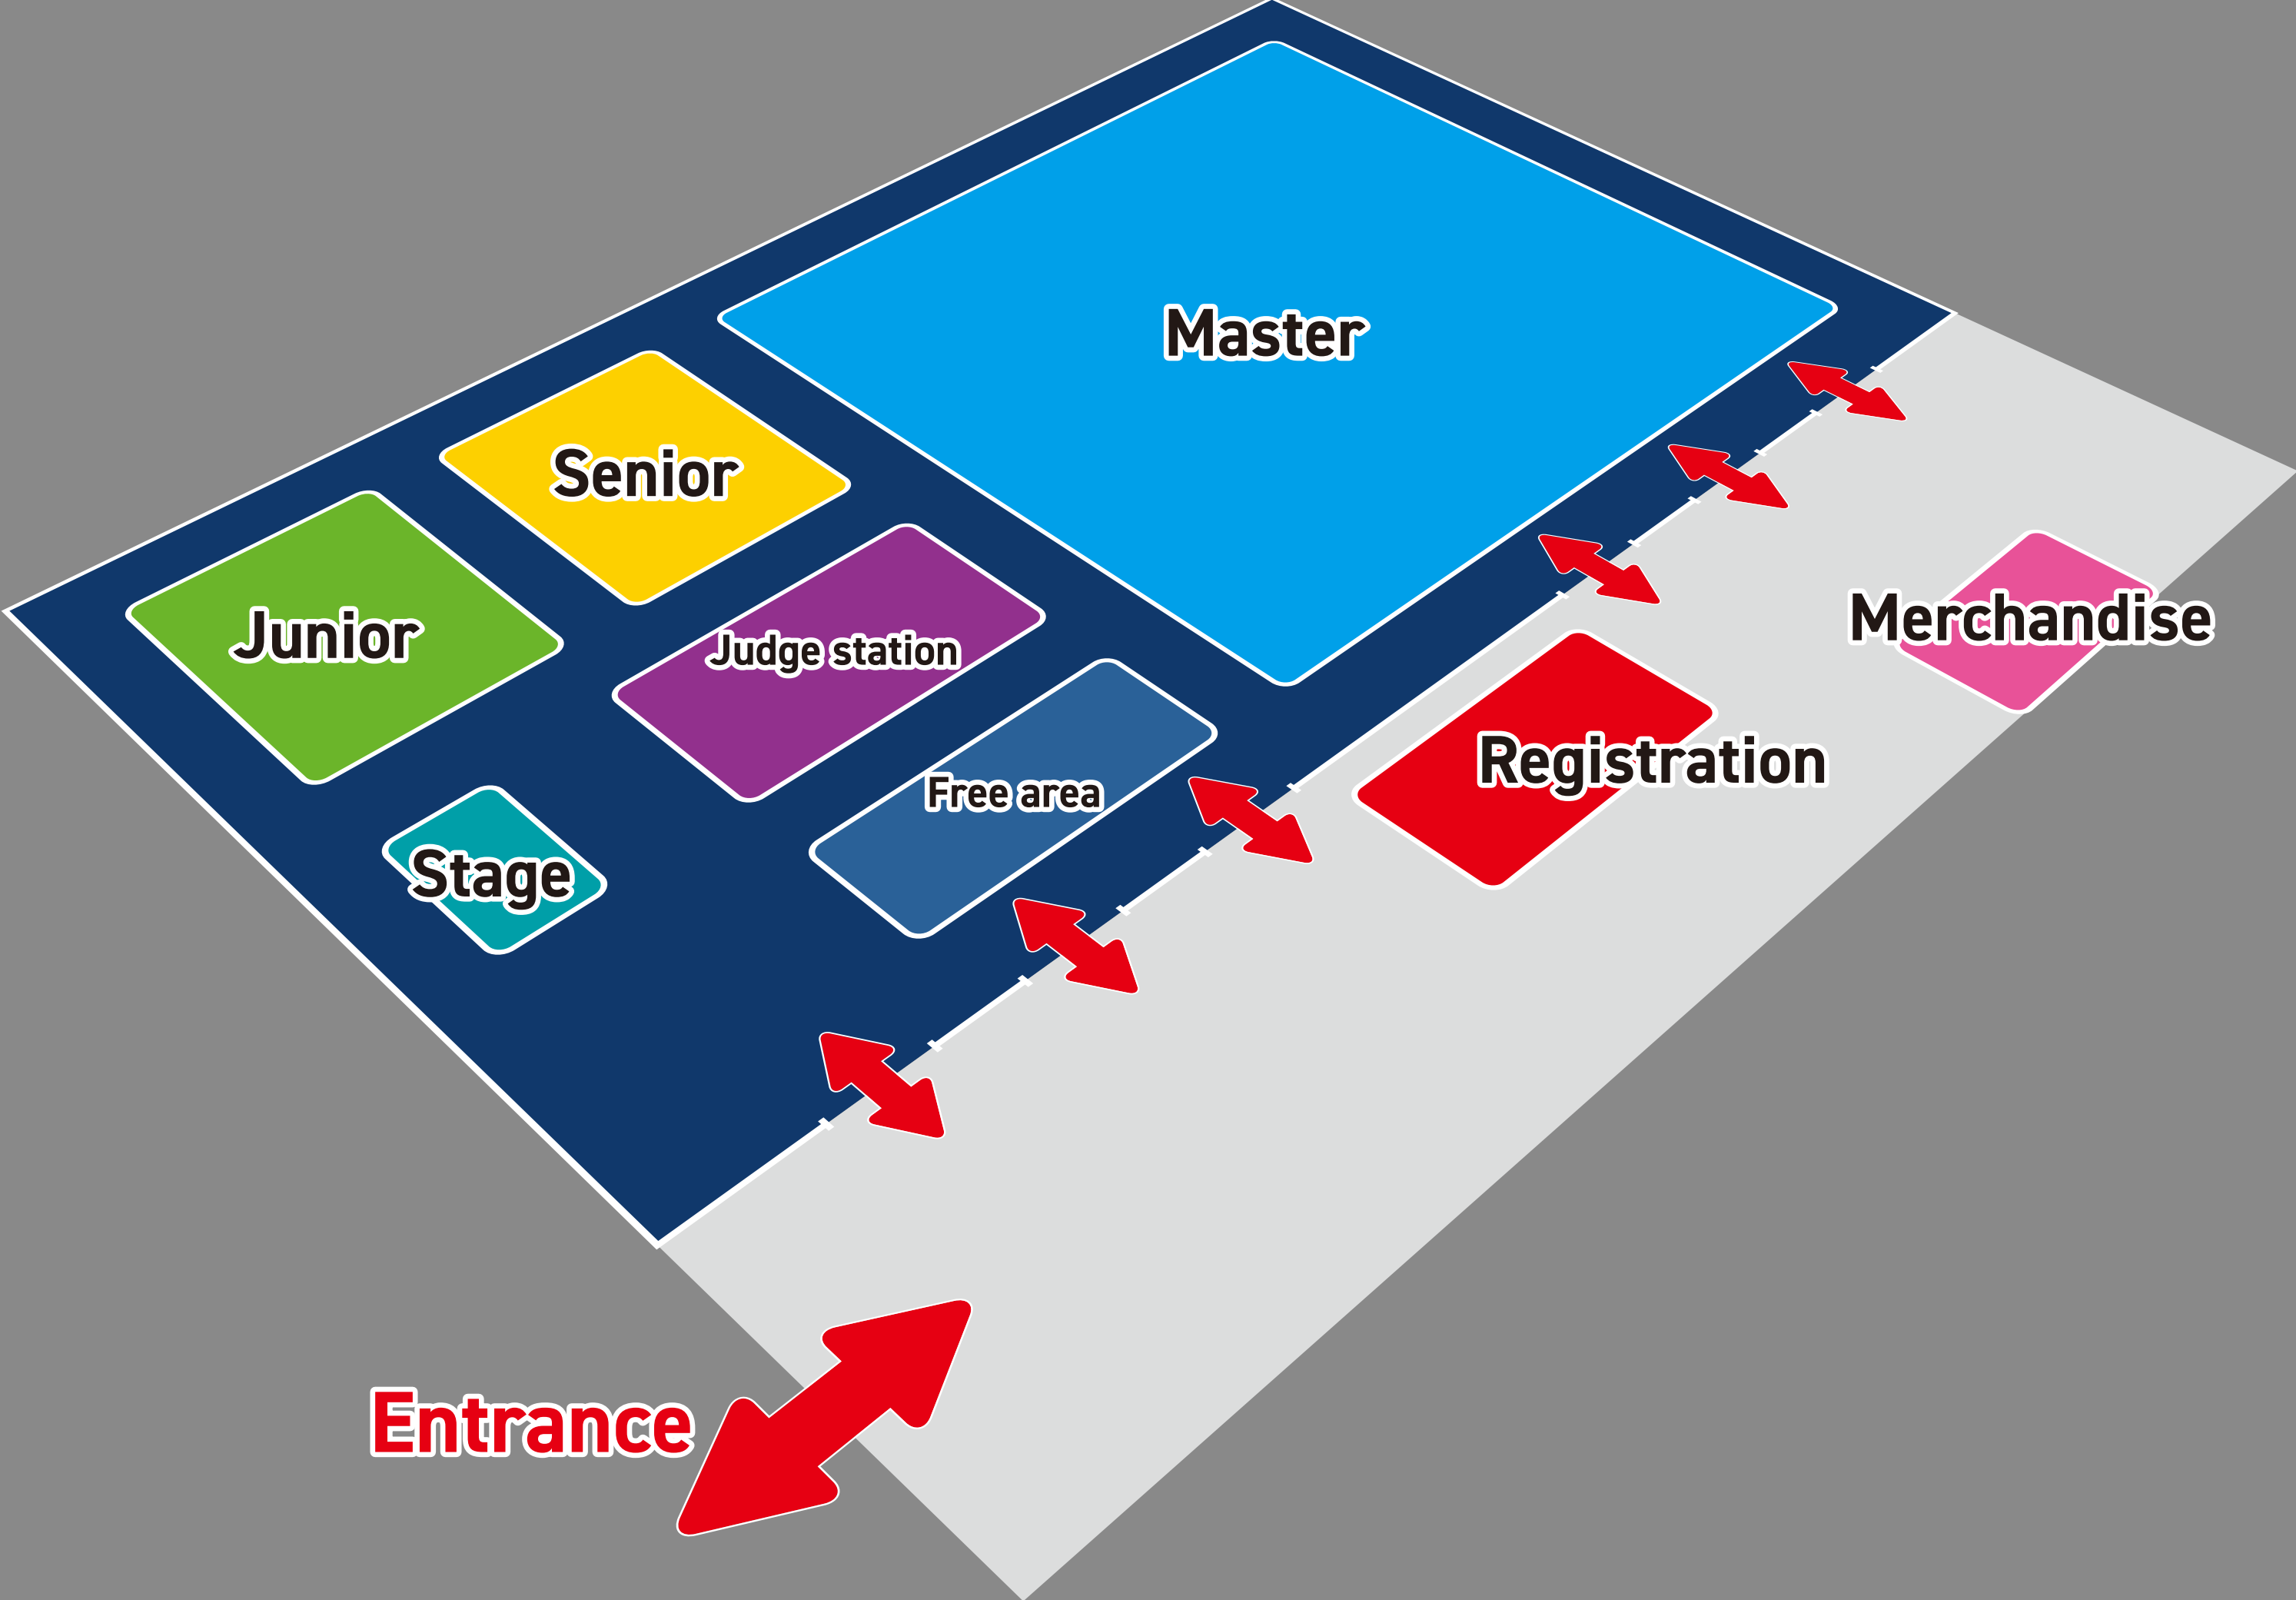 Master
Senior
Junior
Judge station
Merchandise
Registration
Free area
Stage
Entrance